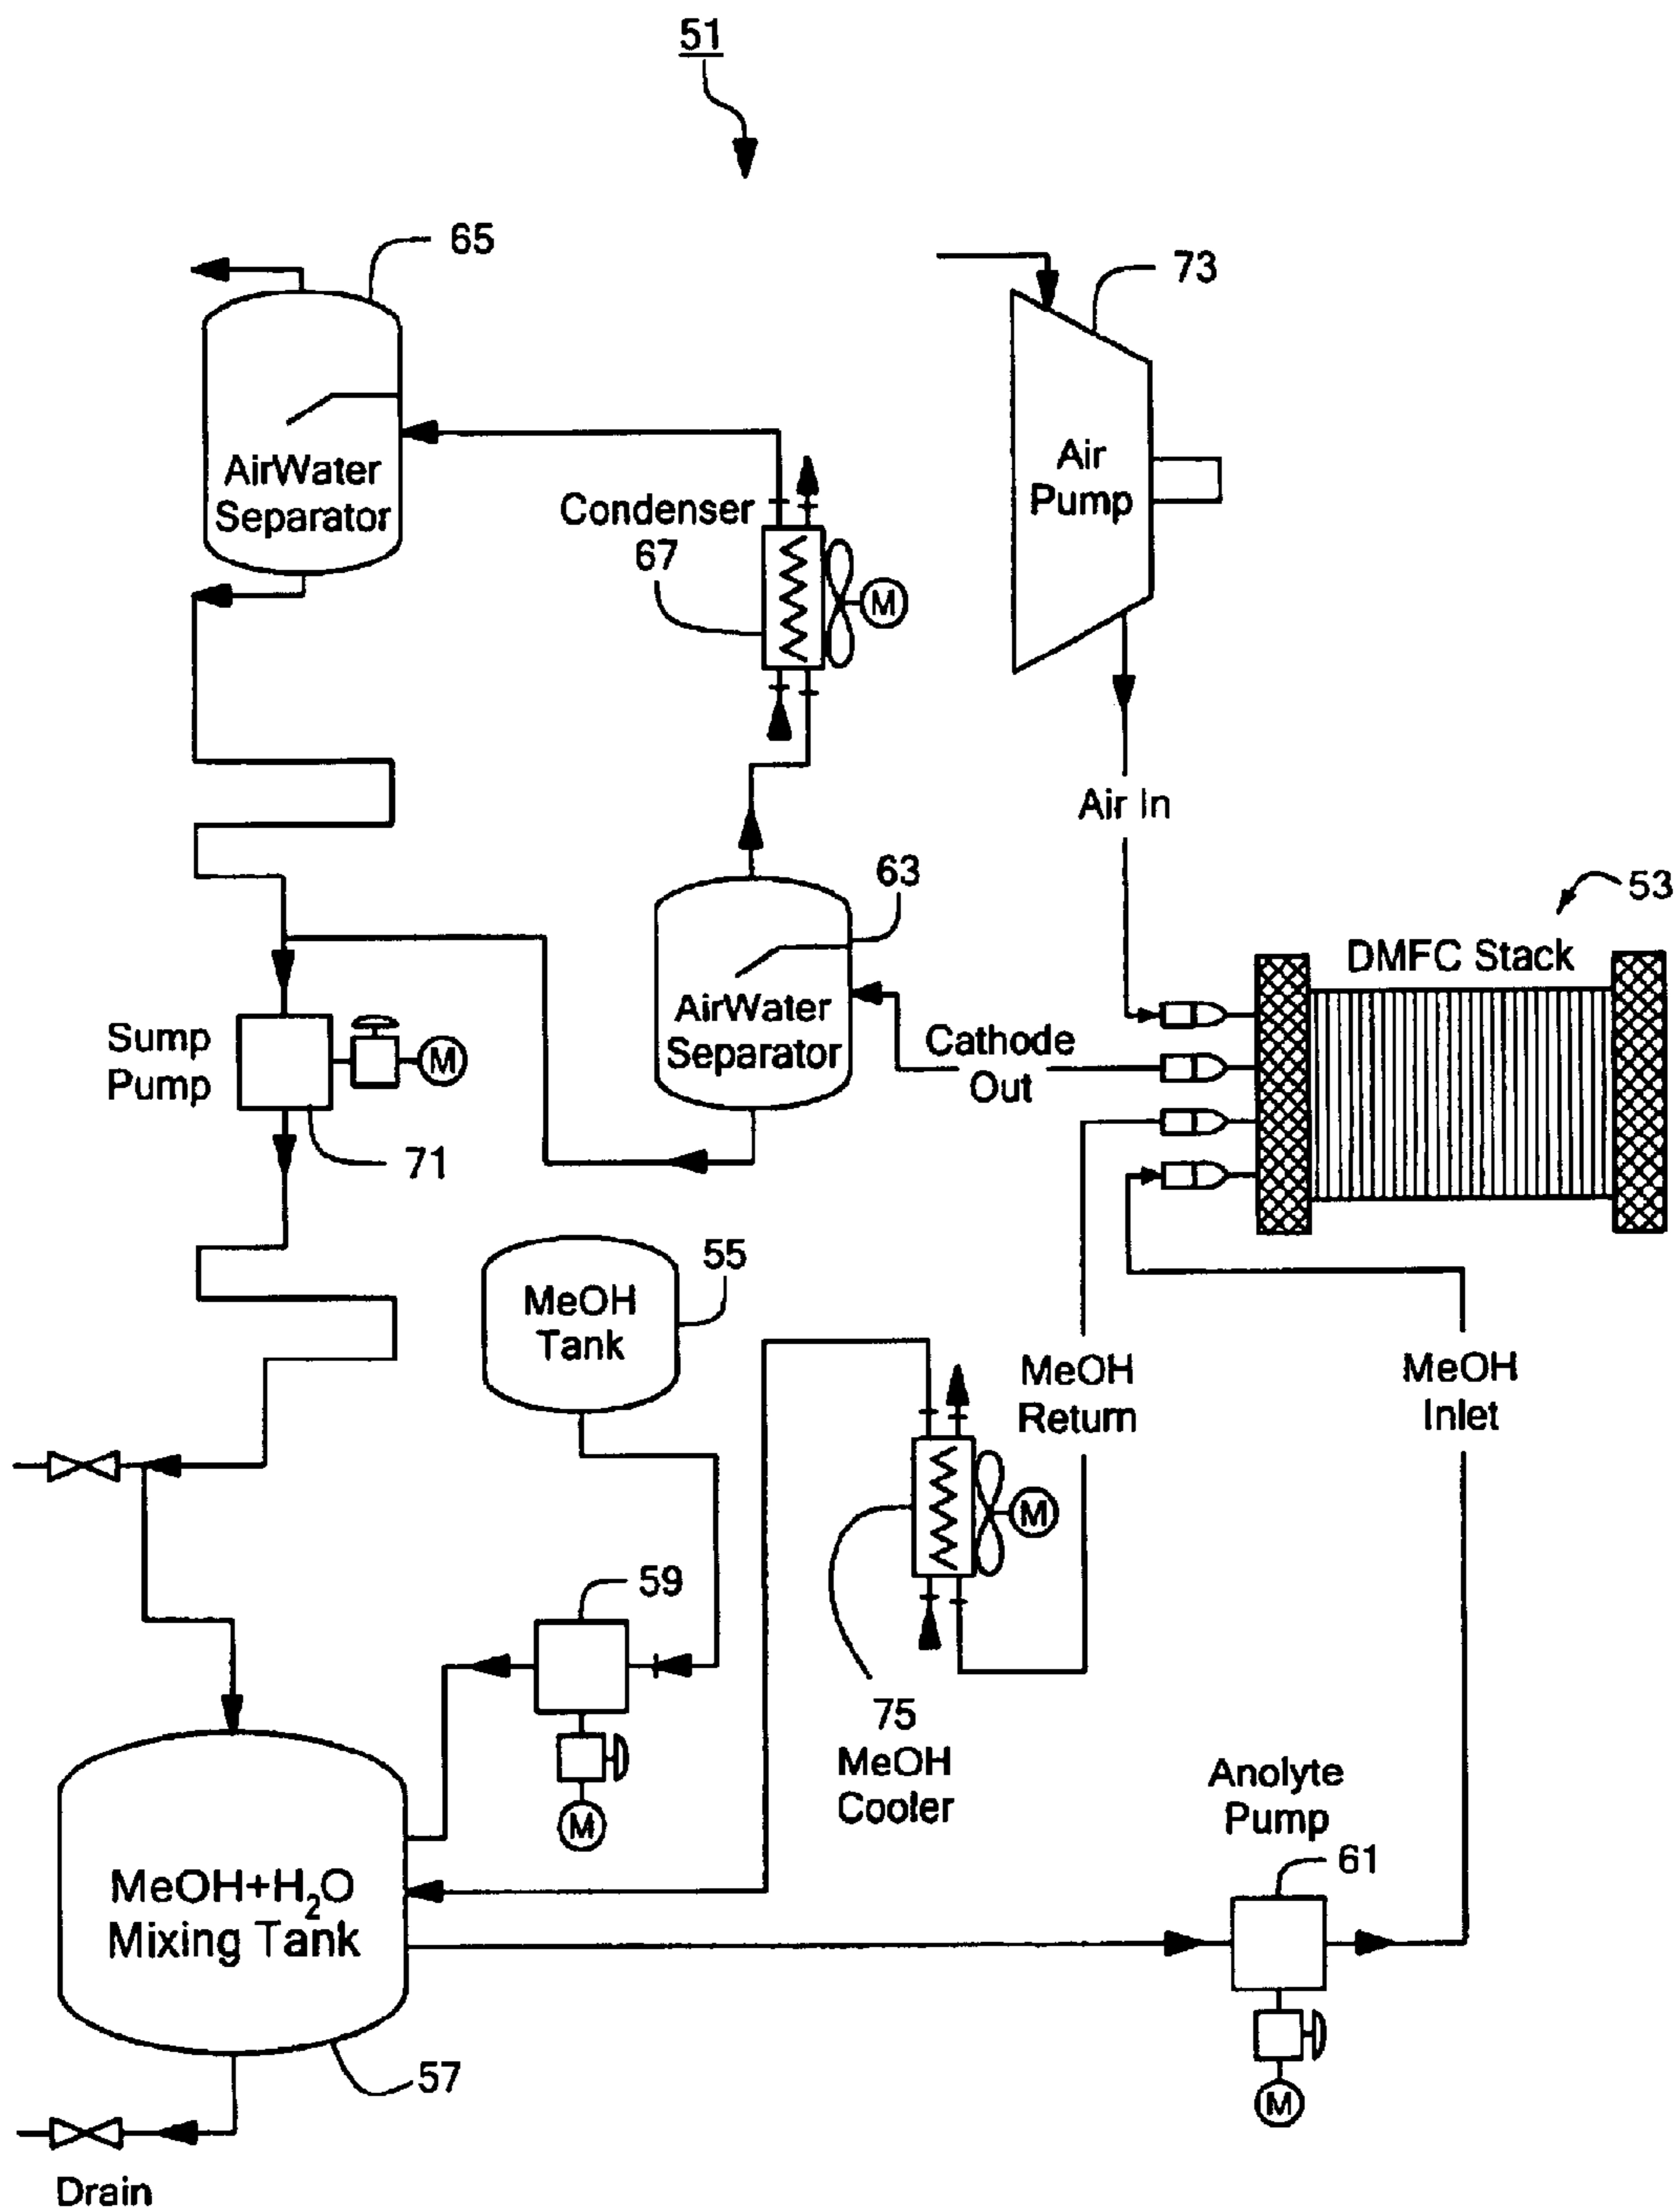 51
65
73
AirWater
Separator
Condenser
67
M
Air
Pump
Air In
63
53
DMFC Stack
AirWater
Separator
Cathode
Out
Sump
Pump
M
71
55
MeOH
Tank
MeOH
Return
MeOH
Inlet
M
59
75
MeOH
Cooler
M
Anolyte
Pump
61
MeOH+H₂O
Mixing Tank
57
M
Drain